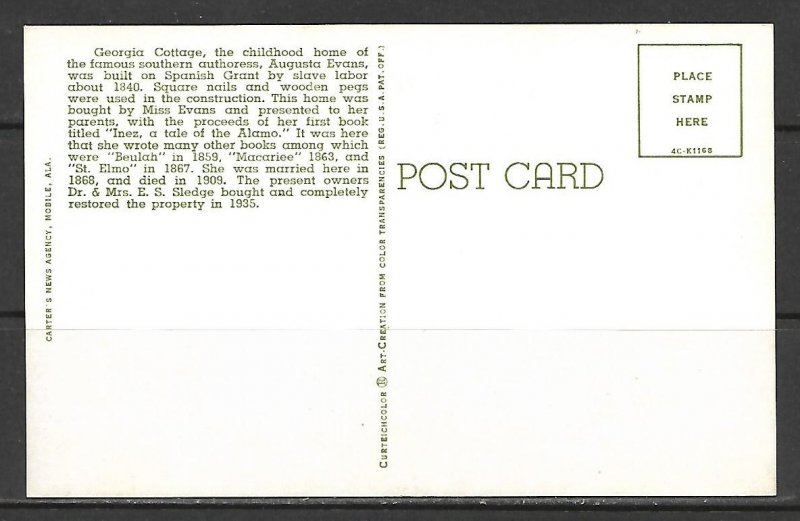 Georgia Cottage, the childhood home of
the famous southern authoress, Augusta Evans,
was built on Spanish Grant by slave labor
about 1840. Square nails and wooden pegs
were used in the construction. This home was
bought by Miss Evans and presented to her
parents, with the proceeds of her first book
titled "Inez, a tale of the Alamo." It was here
that she wrote many other books among which
were "Beulah" in 1859, "Macariee" 1863, and
"St. Elmo" in 1867. She was married here in
1868, and died in 1909. The present owners
Dr. & Mrs. E. S. Sledge bought and completely
restored the property in 1935.
CARTER'S NEWS AGENCY, MOBILE, ALA.
CURTEICHCOLOR ART-CREATION FROM COLOR TRANSPARENCIES (REG. U.S.A. PAT. OFF.)
POST CARD
PLACE
STAMP
HERE
4C-K1168